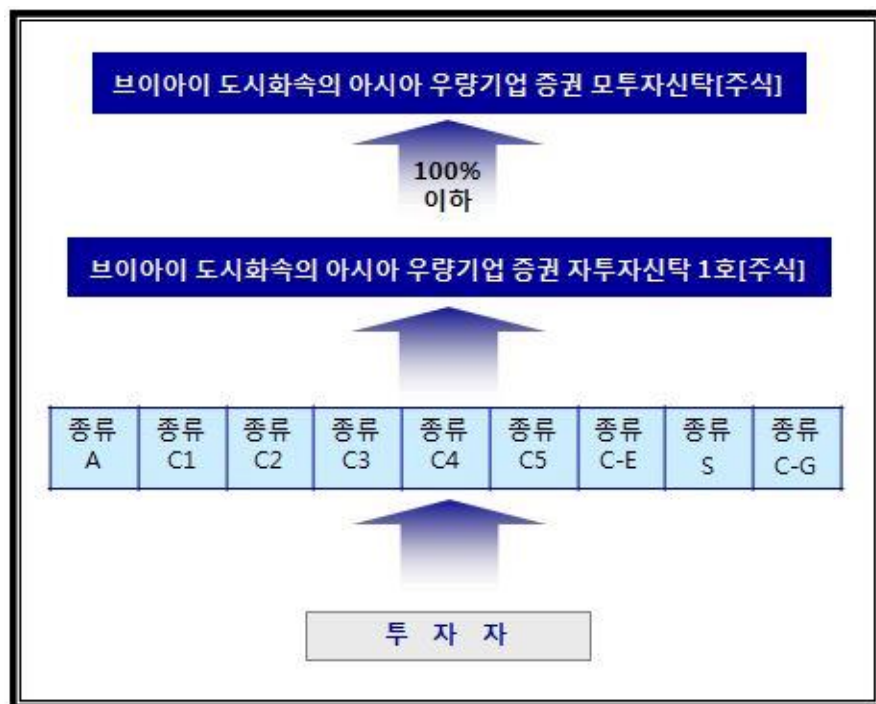 브이아이 도시화속의 아시아 우량기업 증권 모투자신탁[주식]
100%
이하
브이아이 도시화속의 아시아 우량기업 증권 자투자신탁 1호[주식]
종류 종류 종류 종류 종류 종류 종류 종류 종류
A C1 C2 C3 C4 C5 C-E S C-G
투 자 자